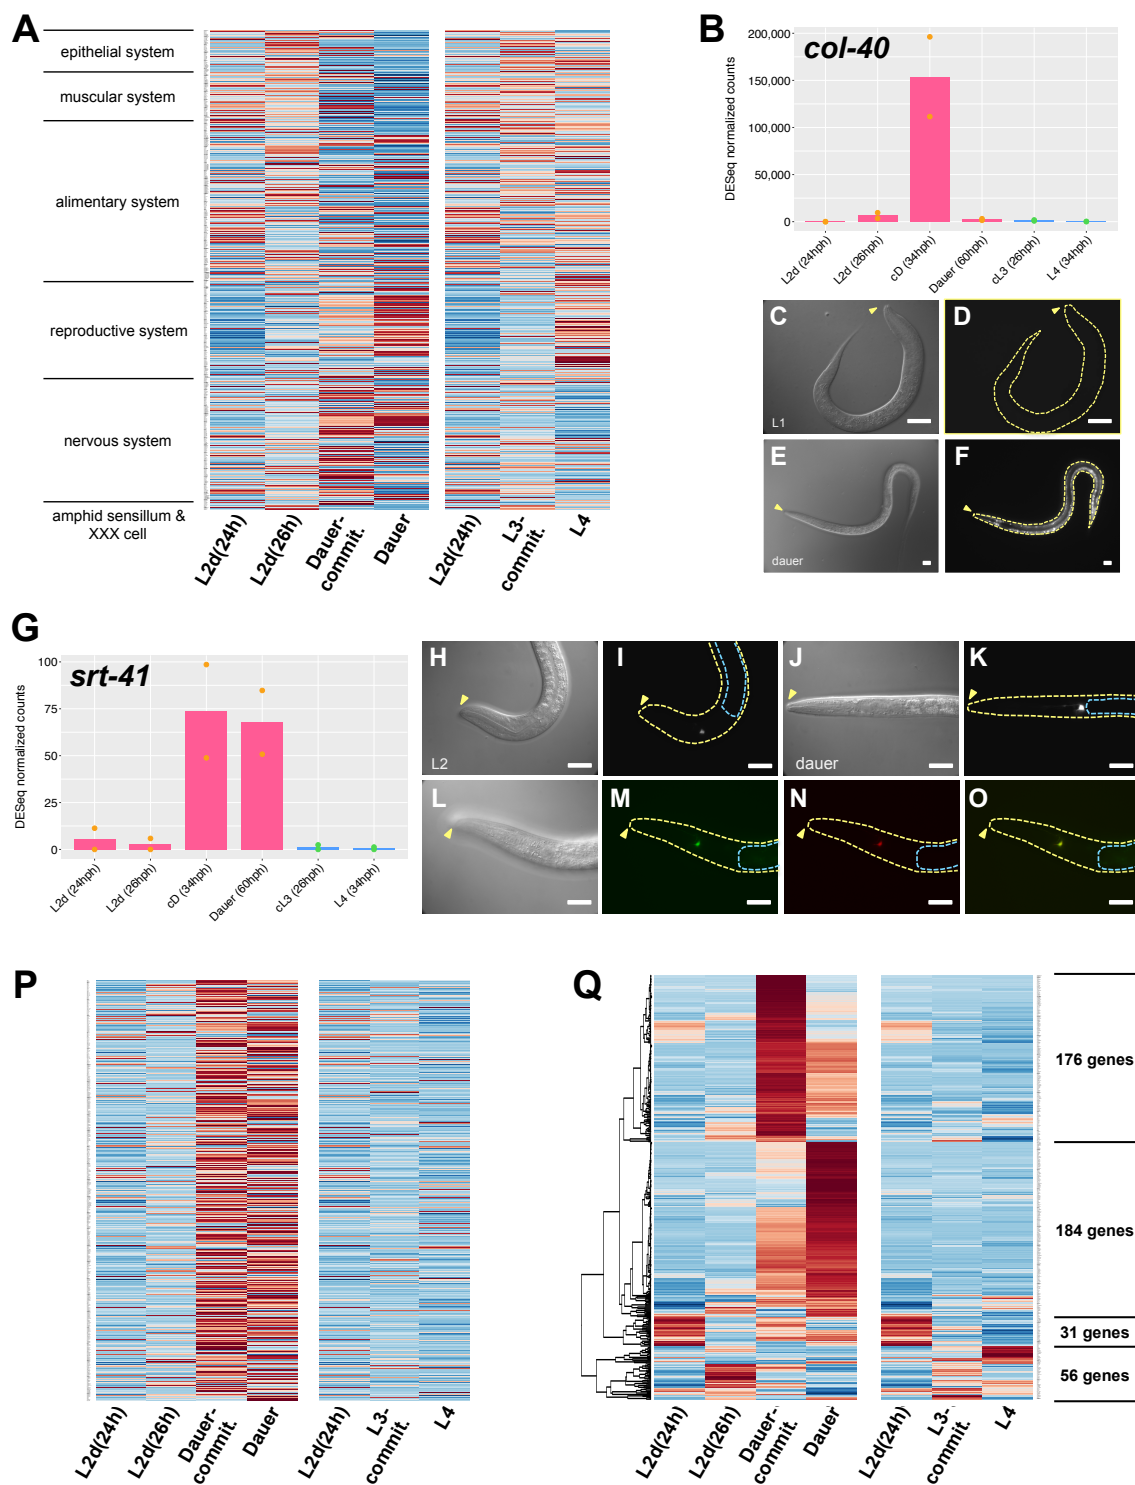 A
epithelial system
muscular system
alimentary system
reproductive system
nervous system
amphid sensillum &
XXX cell
L2d(24h)
L2d(26h)
Dauer-
commit.
Dauer
L2d(24h)
L3-
commit.
L4
B
col-40
DESeq normalized counts
200,000
150,000
100,000
50,000
0
L2d (24hph)
L2d (26hph)
cD (34hph)
Dauer (60hph)
cL3 (26hph)
L4 (34hph)
C
L1
D
E
dauer
F
G
srt-41
DESeq normalized counts
100
75
50
25
0
L2d (24hph)
L2d (26hph)
cD (34hph)
Dauer (60hph)
cL3 (26hph)
L4 (34hph)
H
L2
I
J
dauer
K
L
M
N
O
P
L2d(24h)
L2d(26h)
Dauer-
commit.
Dauer
L2d(24h)
L3-
commit.
L4
Q
176 genes
184 genes
31 genes
56 genes
L2d(24h)
L2d(26h)
Dauer-
commit.
Dauer
L2d(24h)
L3-
commit.
L4